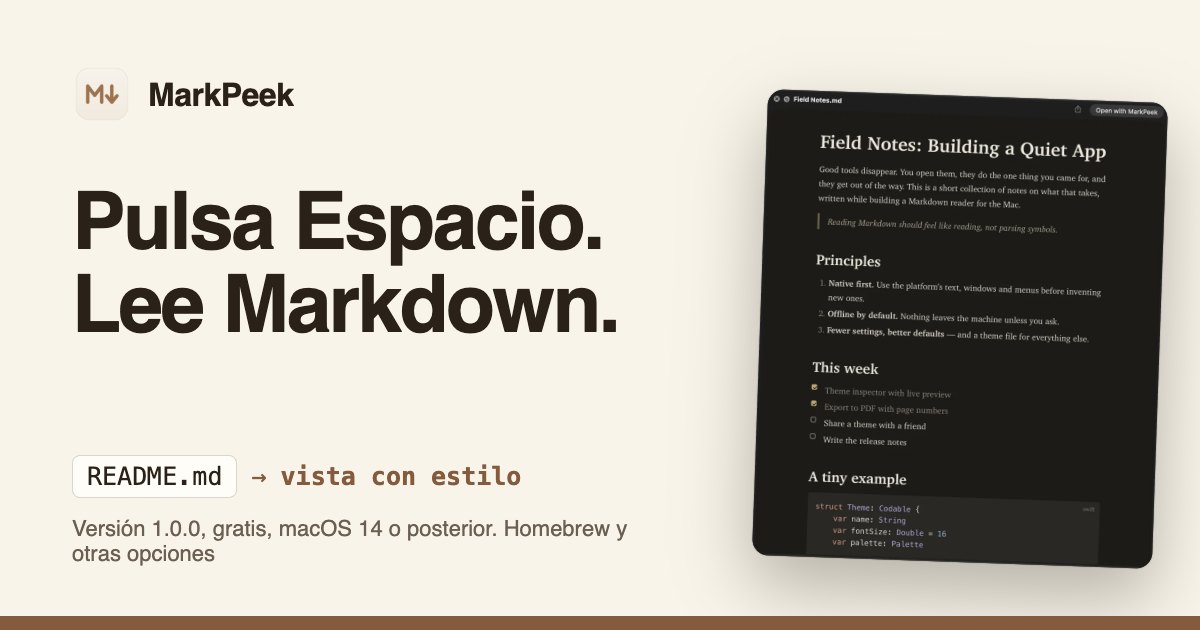 M↓ MarkPeek
Pulsa Espacio.
Lee Markdown.
README.md → vista con estilo
Versión 1.0.0, gratis, macOS 14 o posterior. Homebrew y
otras opciones
Field Notes.md
Open with MarkPeek
Field Notes: Building a Quiet App
Good tools disappear. You open them, they do the one thing you came for, and
they get out of the way. This is a short collection of notes on what that takes,
written while building a Markdown reader for the Mac.
Reading Markdown should feel like reading, not parsing symbols.
Principles
1. Native first. Use the platform's text, windows and menus before inventing
new ones.
2. Offline by default. Nothing leaves the machine unless you ask.
3. Fewer settings, better defaults — and a theme file for everything else.
This week
Theme inspector with live preview
Export to PDF with page numbers
Share a theme with a friend
Write the release notes
A tiny example
swift
struct Theme: Codable {
var name: String
var fontSize: Double = 16
var palette: Palette